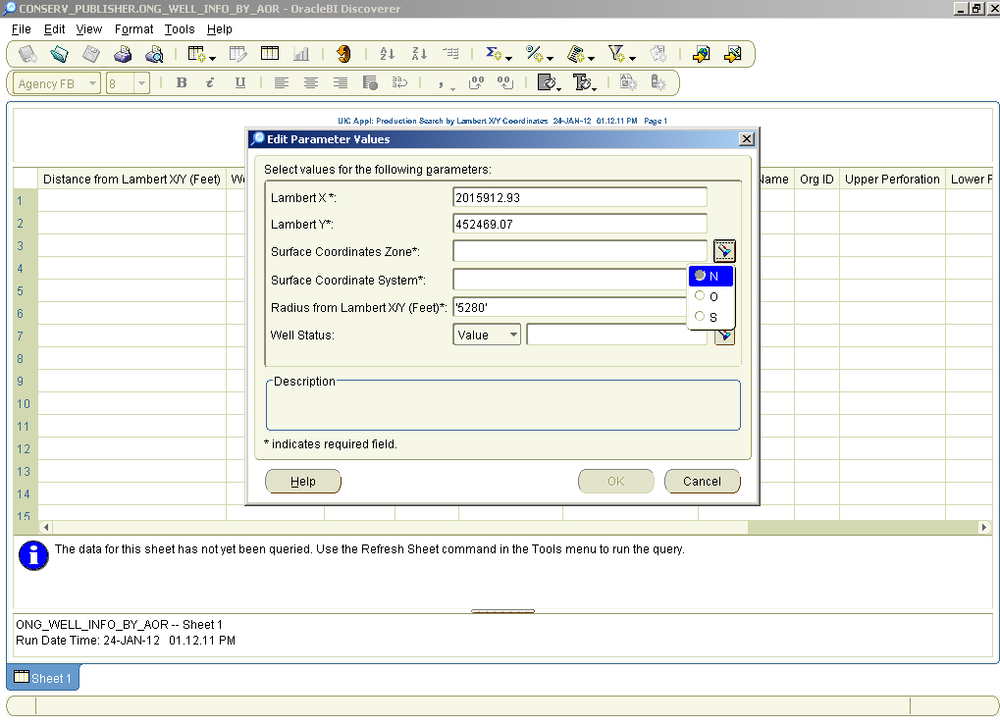 CONSERV_PUBLISHER.ONG_WELL_INFO_BY_AOR - OracleBI Discoverer
File Edit View Format Tools Help
Agency FB 8 B i U
UIC Appl: Production Search by Lambert X/Y Coordinates 24-JAN-12 01.12.11 PM Page 1
Edit Parameter Values
Select values for the following parameters:
Distance from Lambert X/Y (Feet) Name Org ID Upper Perforation
Lambert X *: 2015912.93
Lambert Y*: 452469.07
Surface Coordinates Zone*:
N
Surface Coordinate System*:
O
Radius from Lambert X/Y (Feet)*: '5280'
S
Well Status: Value
Description
* indicates required field.
Help OK Cancel
1
2
3
4
5
6
7
8
9
10
11
12
13
14
15
The data for this sheet has not yet been queried. Use the Refresh Sheet command in the Tools menu to run the query.
ONG_WELL_INFO_BY_AOR -- Sheet 1
Run Date Time: 24-JAN-12 01.12.11 PM
Sheet 1